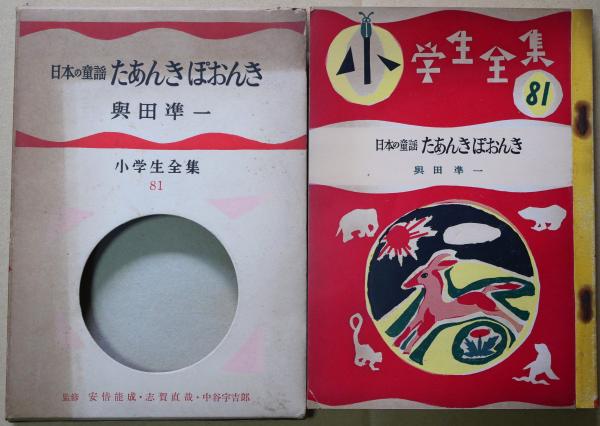 日本の童謡 たあんきぽおんき
與田凖一
小学生全集
81
監修 安倍能成・志賀直哉・中谷宇吉郎
小学生全集
81
日本の童謡 たあんきぽおんき
與田凖一